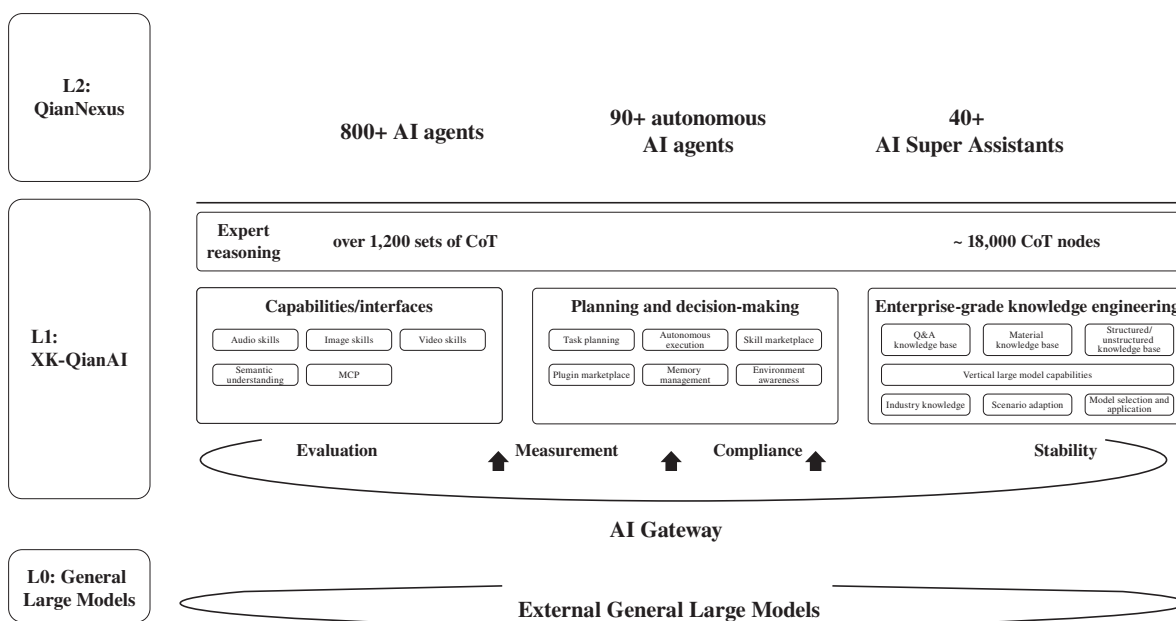 L2:
QianNexus
800+ AI agents
90+ autonomous
AI agents
40+
AI Super Assistants
L1:
XK-QianAI
Expert
reasoning
over 1,200 sets of CoT
~ 18,000 CoT nodes
Capabilities/interfaces
Audio skills
Image skills
Video skills
Semantic
understanding
MCP
Planning and decision-making
Task planning
Autonomous
execution
Skill marketplace
Plugin marketplace
Memory
management
Environment
awareness
Enterprise-grade knowledge engineering
Q&A
knowledge base
Material
knowledge base
Structured/
unstructured
knowledge base
Vertical large model capabilities
Industry knowledge
Scenario adaption
Model selection and
application
Evaluation
Measurement
Compliance
Stability
AI Gateway
L0: General
Large Models
External General Large Models